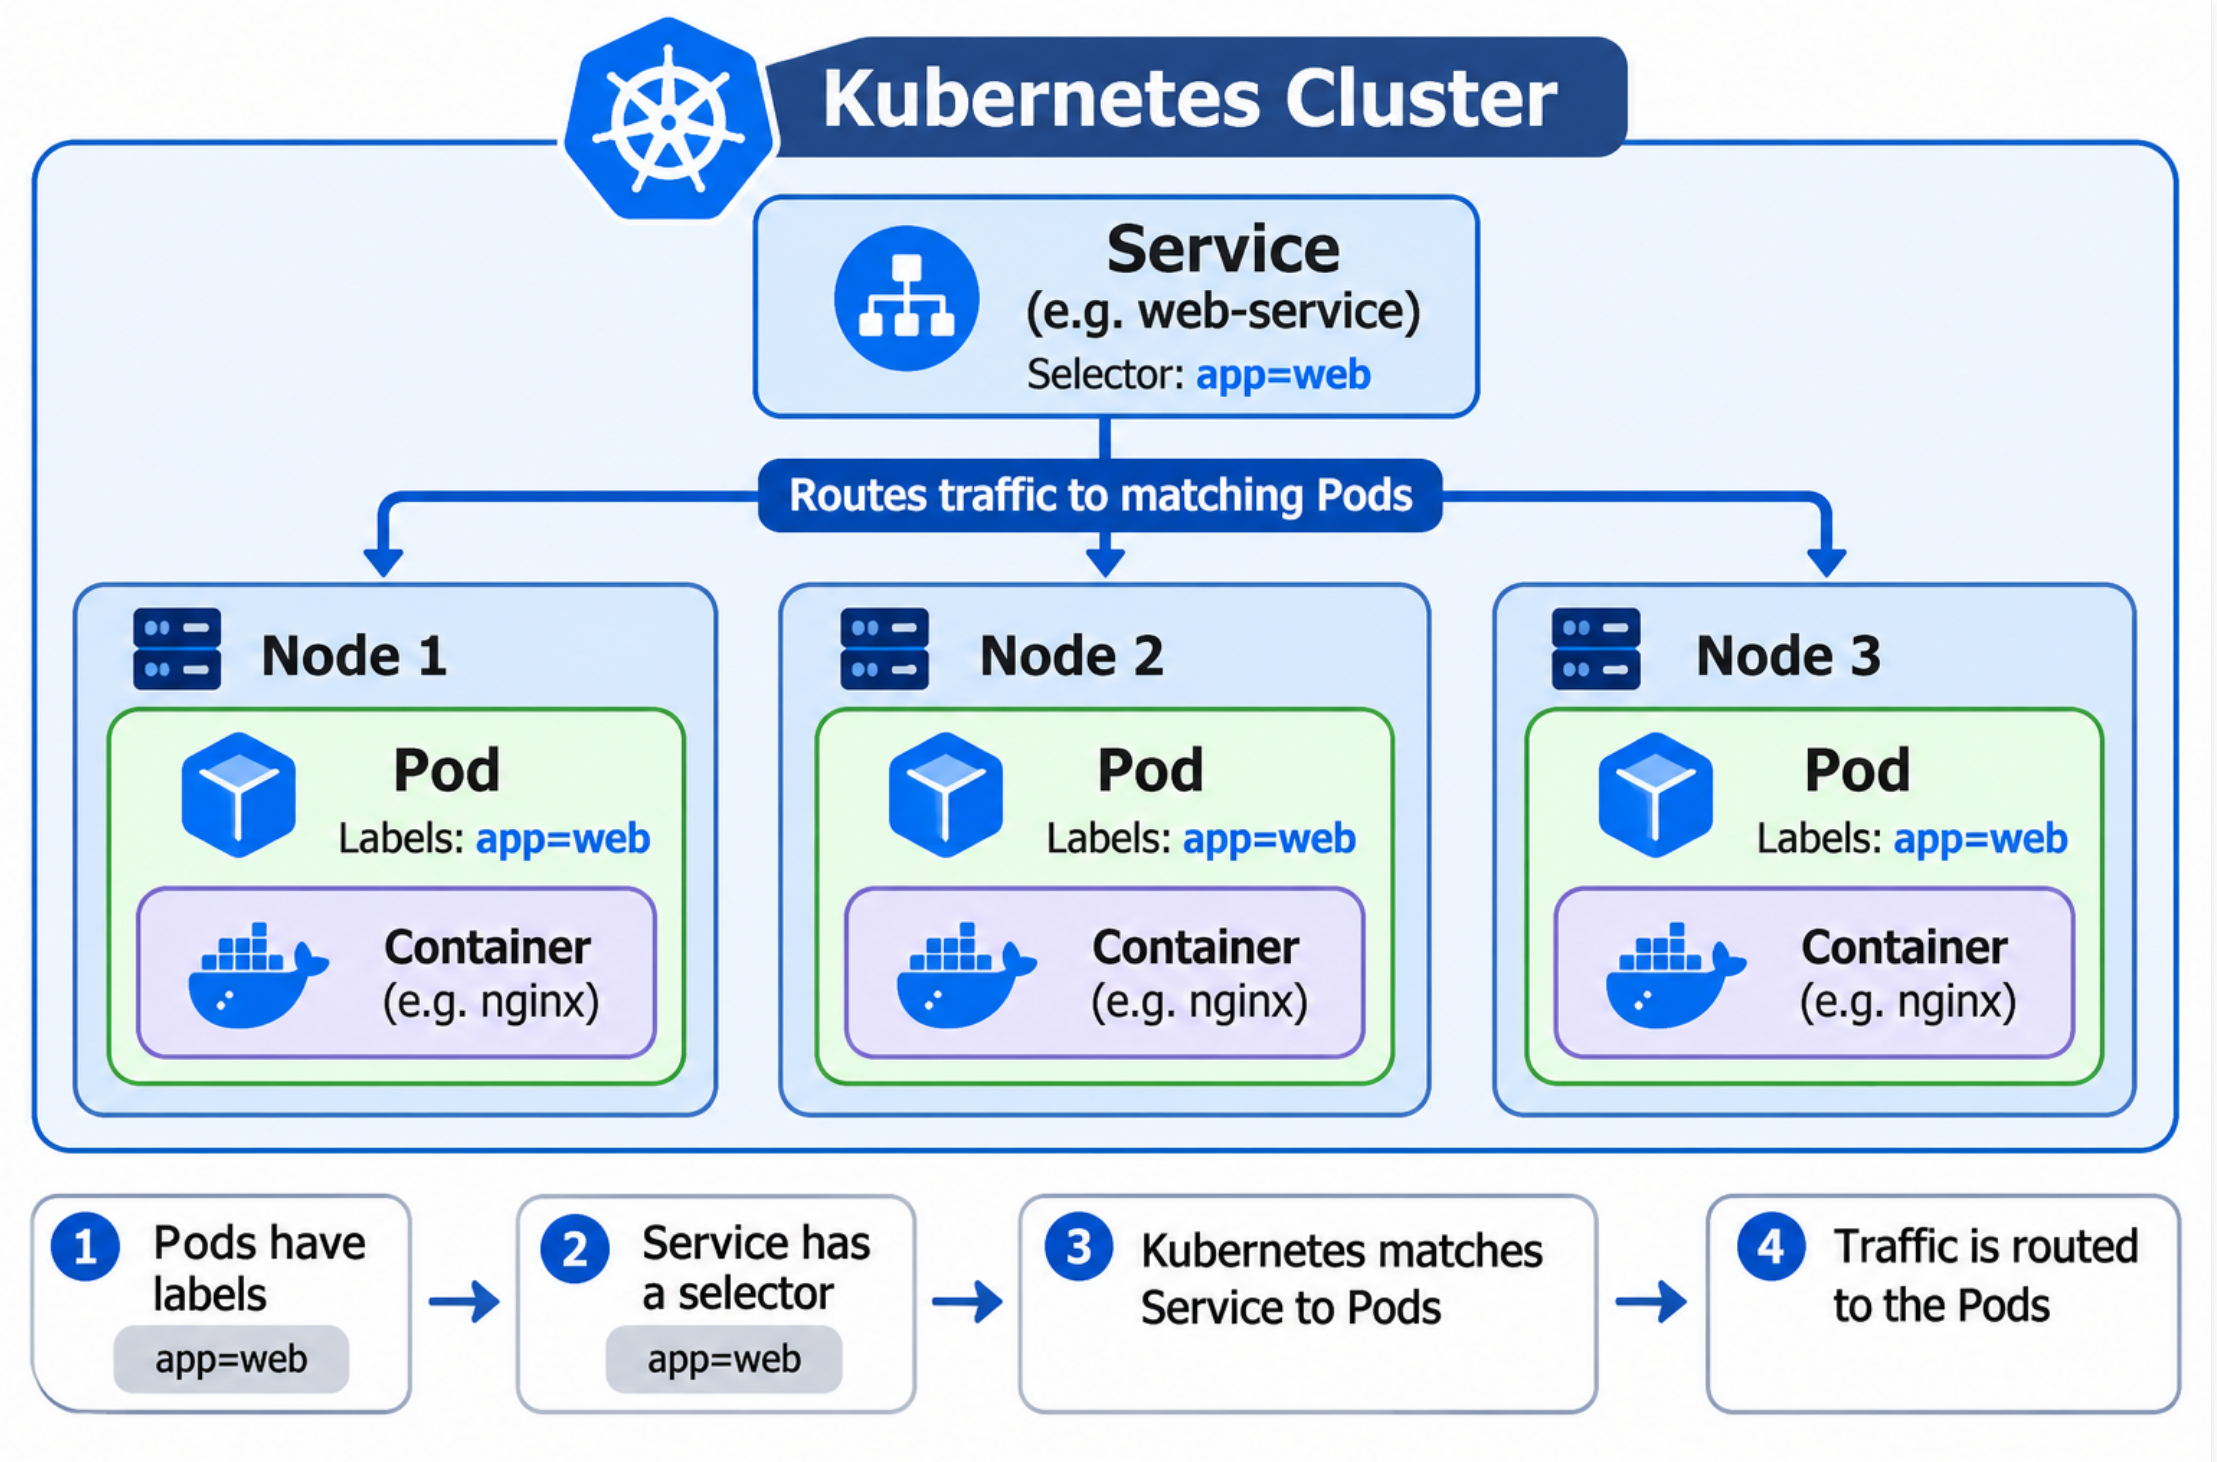 Kubernetes Cluster
Service
(e.g. web-service)
Selector: app=web
Routes traffic to matching Pods
Node 1
Pod
Labels: app=web
Container
(e.g. nginx)
Node 2
Pod
Labels: app=web
Container
(e.g. nginx)
Node 3
Pod
Labels: app=web
Container
(e.g. nginx)
1
Pods have
labels
app=web
2
Service has
a selector
app=web
3
Kubernetes matches
Service to Pods
4
Traffic is routed
to the Pods